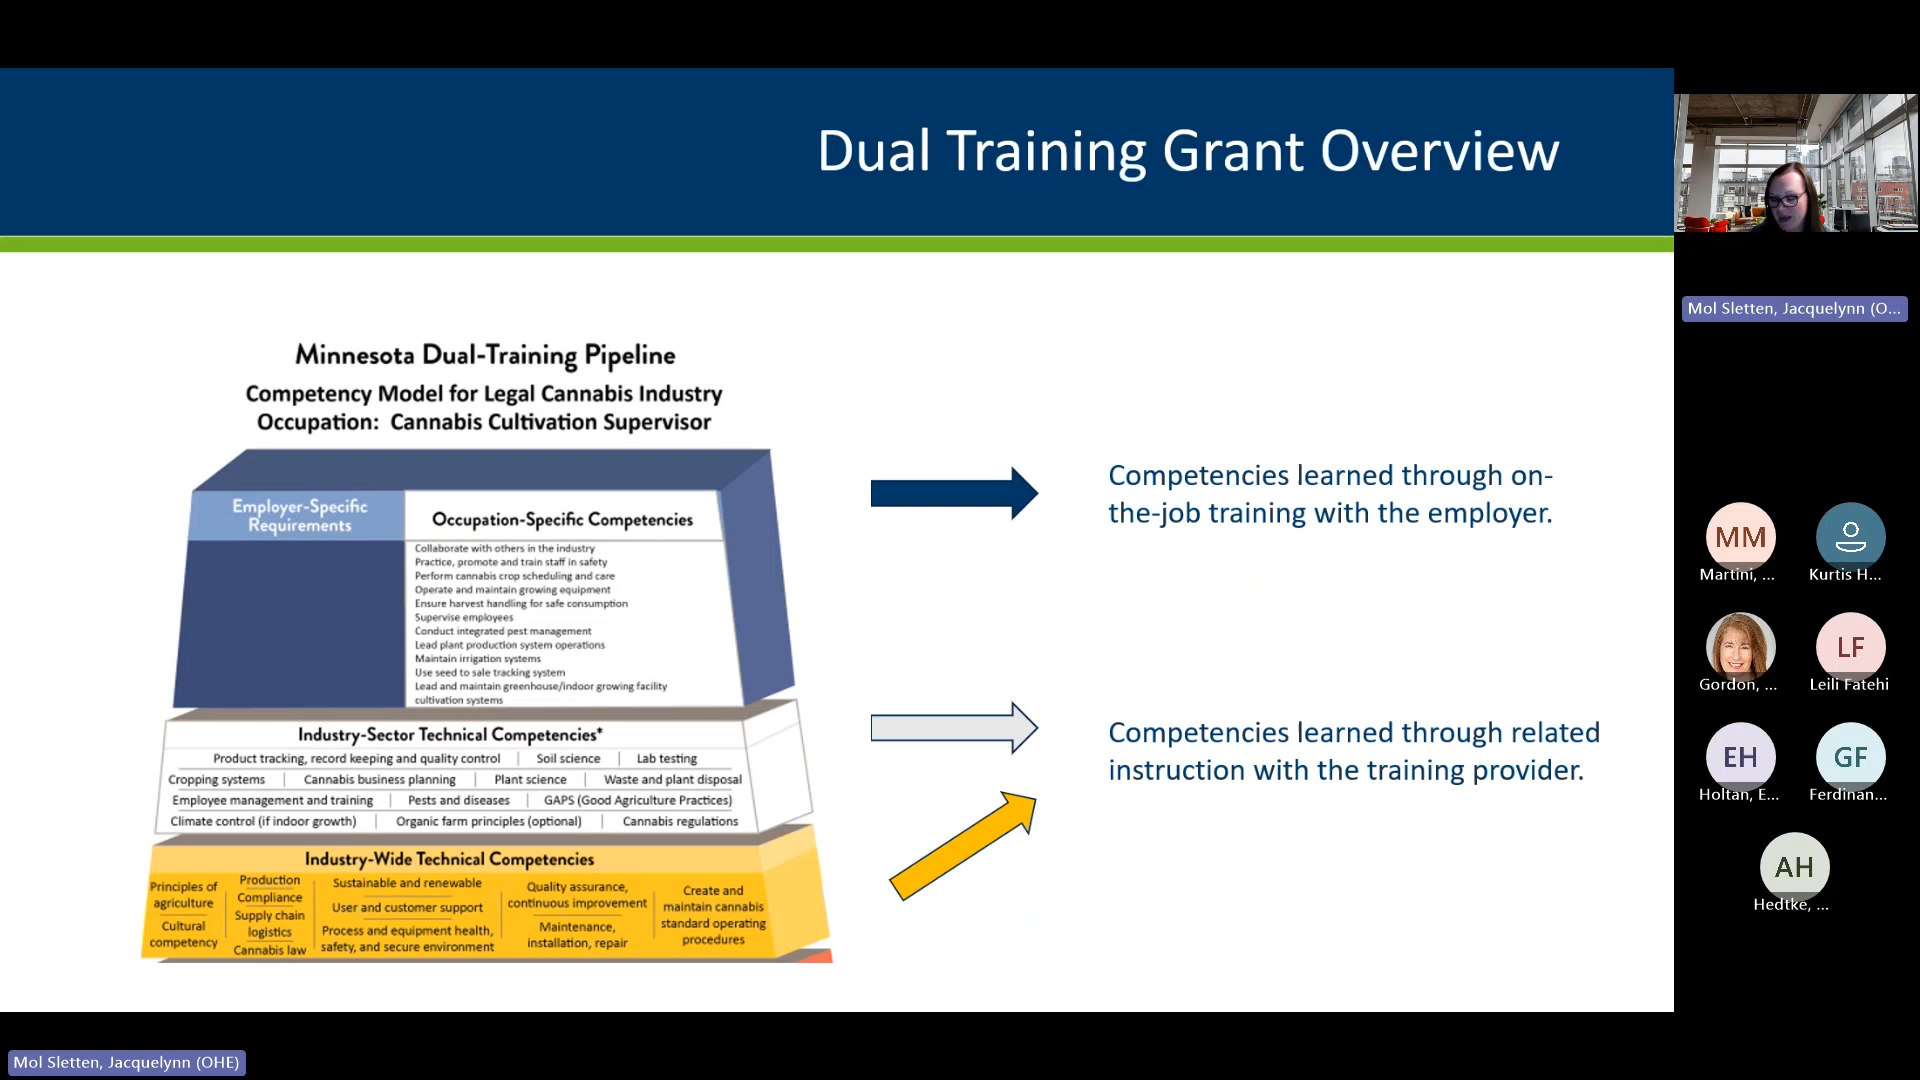 Dual Training Grant Overview
Minnesota Dual-Training Pipeline
Competency Model for Legal Cannabis Industry
Occupation: Cannabis Cultivation Supervisor
Employer-Specific
Requirements
Occupation-Specific Competencies
Collaborate with others in the industry
Practice, promote and train staff in safety
Perform cannabis crop scheduling and care
Operate and maintain growing equipment
Ensure harvest handling for safe consumption
Supervise employees
Conduct integrated pest management
Lead plant production system operations
Maintain irrigation systems
Use seed to sale tracking system
Lead and maintain greenhouse/indoor growing facility
cultivation systems
Industry-Sector Technical Competencies*
Product tracking, record keeping and quality control | Soil science | Lab testing
Cropping systems | Cannabis business planning | Plant science | Waste and plant disposal
Employee management and training | Pests and diseases | GAPS (Good Agriculture Practices)
Climate control (if indoor growth) | Organic farm principles (optional) | Cannabis regulations
Industry-Wide Technical Competencies
Principles of
agriculture
Cultural
competency
Production
Compliance
Supply chain
logistics
Cannabis law
Sustainable and renewable
User and customer support
Process and equipment health,
safety, and secure environment
Quality assurance,
continuous improvement
Maintenance,
installation, repair
Create and
maintain cannabis
standard operating
procedures
Competencies learned through on-
the-job training with the employer.
Competencies learned through related
instruction with the training provider.
Mol Sletten, Jacquelynn (O...
MM
Martini, ...
Kurtis H...
Gordon, ...
LF
Leili Fatehi
EH
Holtan, E...
GF
Ferdinan...
AH
Hedtke, ...
Mol Sletten, Jacquelynn (OHE)